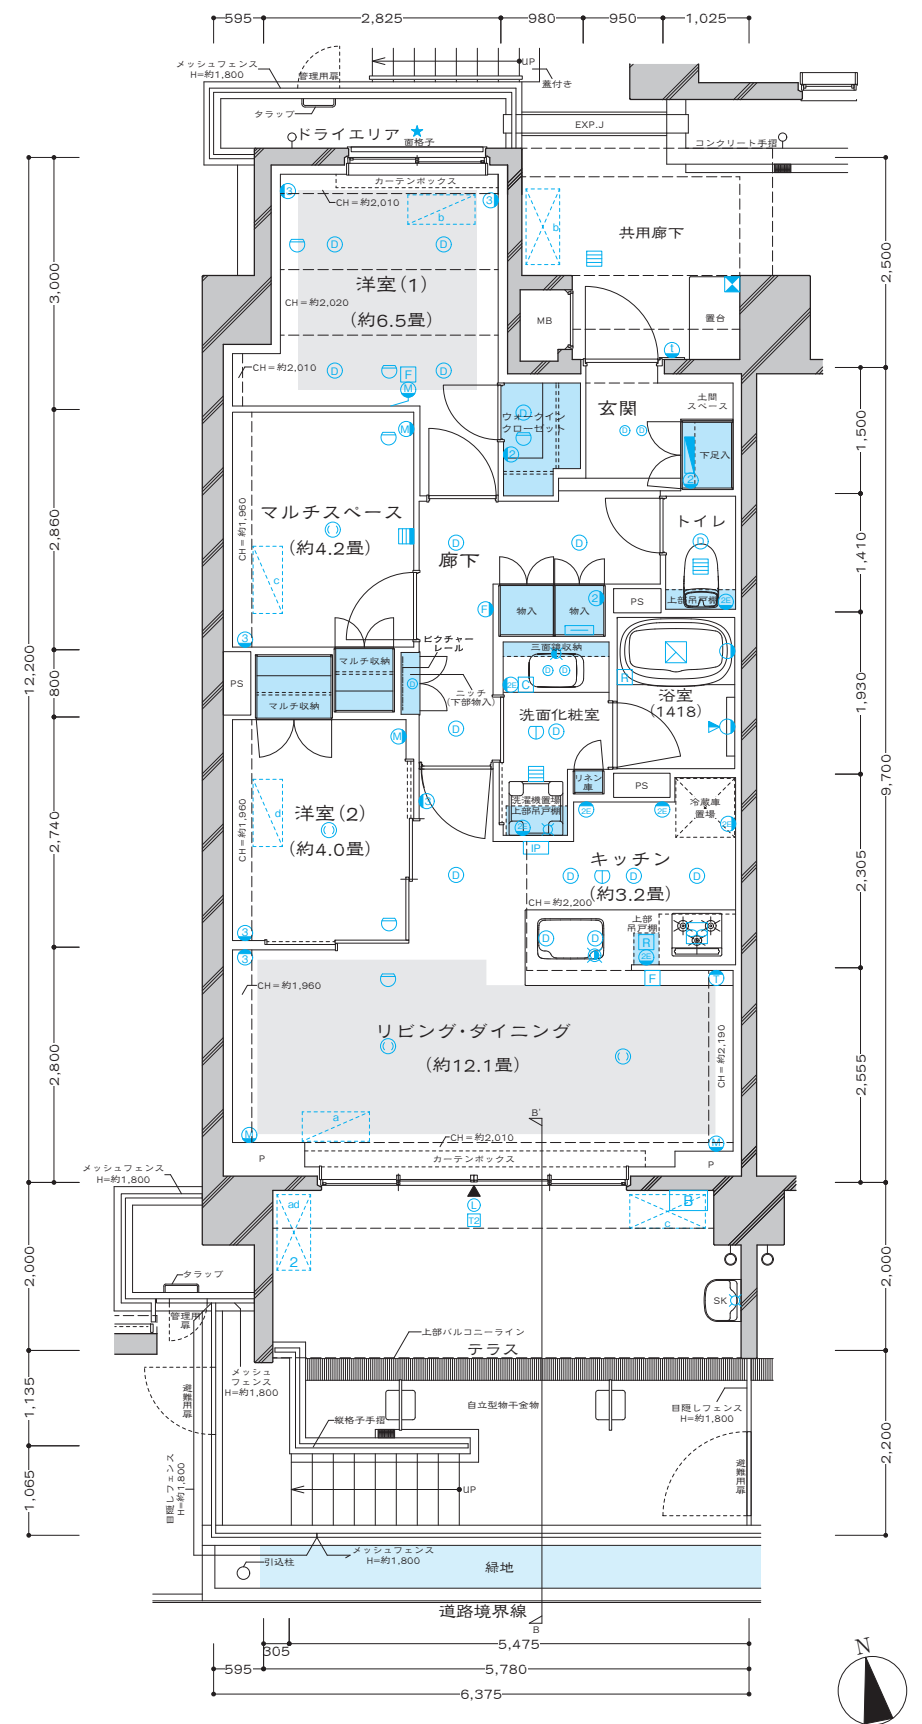 595
2,825
980
950
1,025
メッシュフェンス
H=約1,800
管理用扉
UP
蓋付き
タラップ
ドライエリア ★
面格子
EXP.J
コンクリート手摺
カーテンボックス
3
CH=約2,010
3
b
b
共用廊下
D
D
洋室(1)
(約6.5畳)
CH=約2,020
MB
置台
t
3,000
2,500
CH=約2,010
D
F
M
D
ウォークイン
クローゼット
D
2
玄関
D
D
土間
スペース
下足入
2
1,500
M
CH=約1,960
マルチスペース
(約4.2畳)
c
3
2,860
廊下
D
D
トイレ
D
上部吊戸棚
2E
1,410
F
物入
物入
2
PS
ピクチャー
レール
三面鏡収納
D
D
2E
C
R
浴室
(1418)
1,930
12,200
800
PS
マルチ収納
マルチ収納
D
ニッチ
(下部物入)
D
洗面化粧室
D
M
リネン
庫
PS
冷蔵庫
置場
9,700
洗濯機置場
上部吊戸棚
2E
2E
2E
2E
IP
3
CH=約1,960
d
洋室(2)
(約4.0畳)
3
2,740
D
キッチン
(約3.2畳)
D
D
D
CH=約2,200
2,305
D
D
上部
吊戸棚
R
2E
F
T
3
CH=約1,960
リビング・ダイニング
(約12.1畳)
CH=約2,190
2,800
2,555
a
B'
M
M
CH=約2,010
P
カーテンボックス
P
メッシュフェンス
H=約1,800
L
T2
ad
2
B
c
2,000
2,000
タラップ
管理用
扉
SK
上部バルコニーライン
テラス
メッシュ
フェンス
H=約1,800
避難用扉
自立型物干金物
目隠しフェンス
H=約1,800
1,135
縦格子手摺
2,200
目隠しフェンス
H=約1,800
避難用扉
UP
1,065
引込柱
メッシュフェンス
H=約1,800
緑地
道路境界線
B
N
305
5,475
595
5,780
6,375